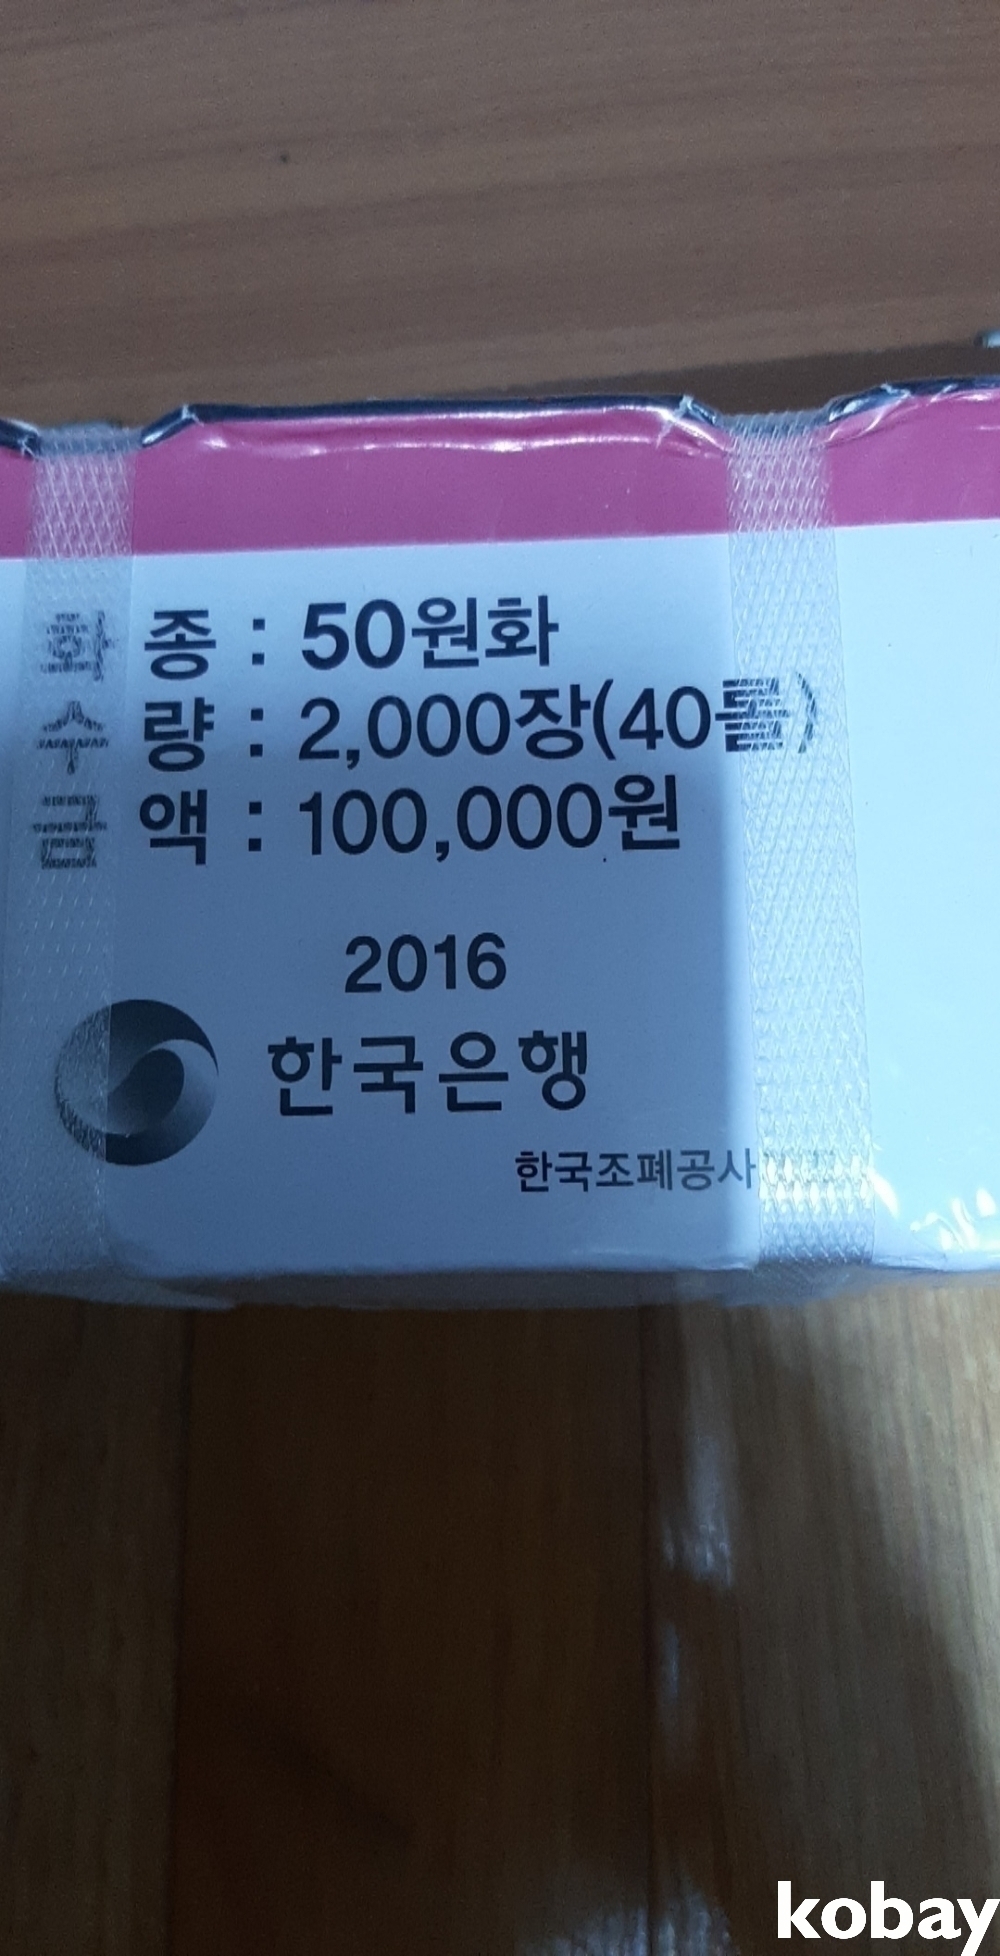 화 종 : 50원화
수 량 : 2,000장(40롤)
금 액 : 100,000원
2016
한국은행
한국조폐공사
kobay